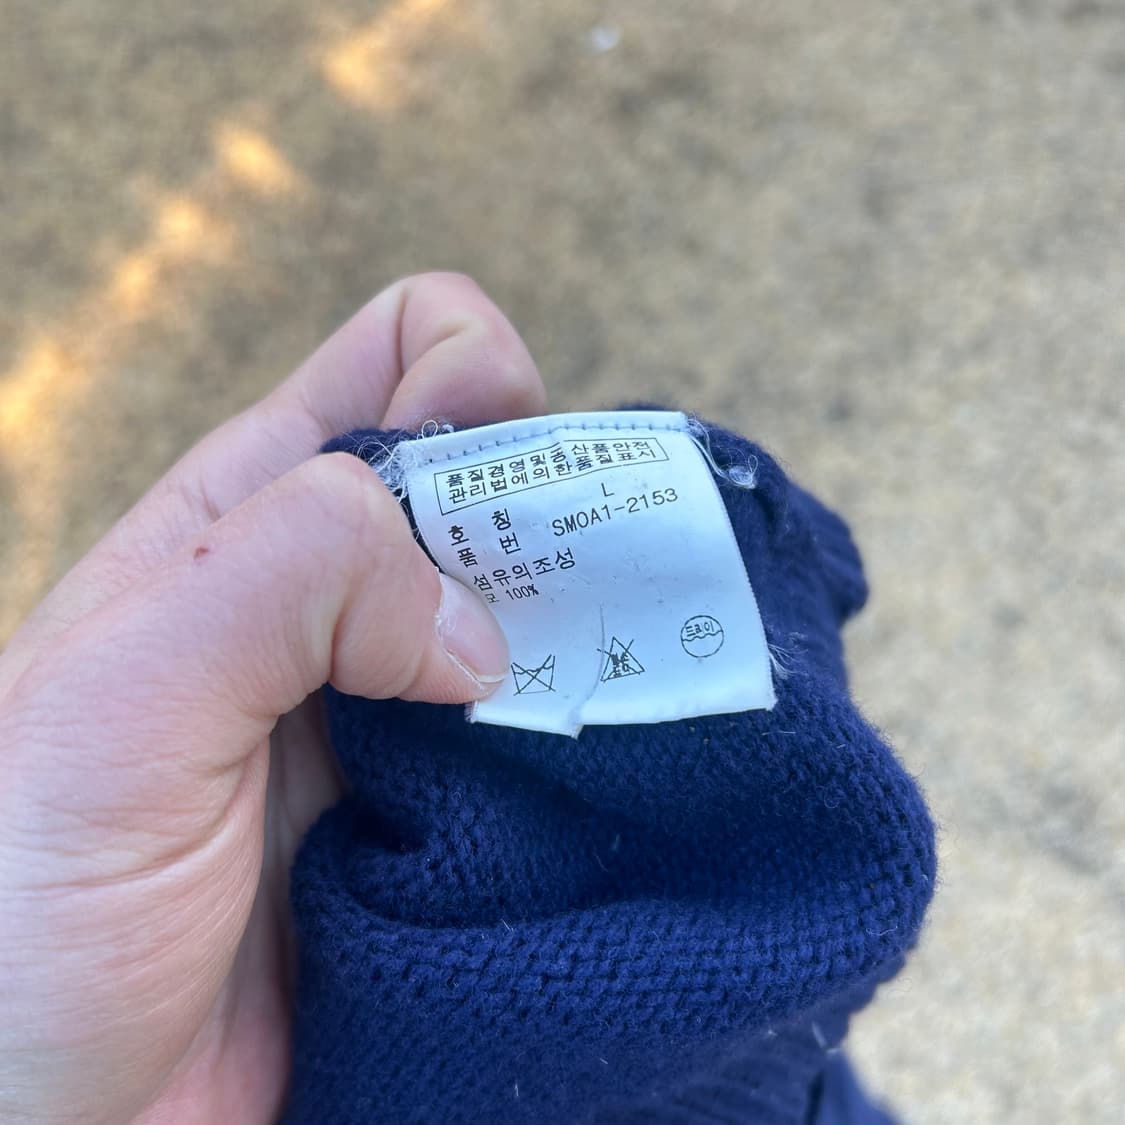 품질경영및공산품안전
관리법에의한품질표시
호 칭 L
품 번 SMOA1-2153
섬유의조성
모 100%
드라이